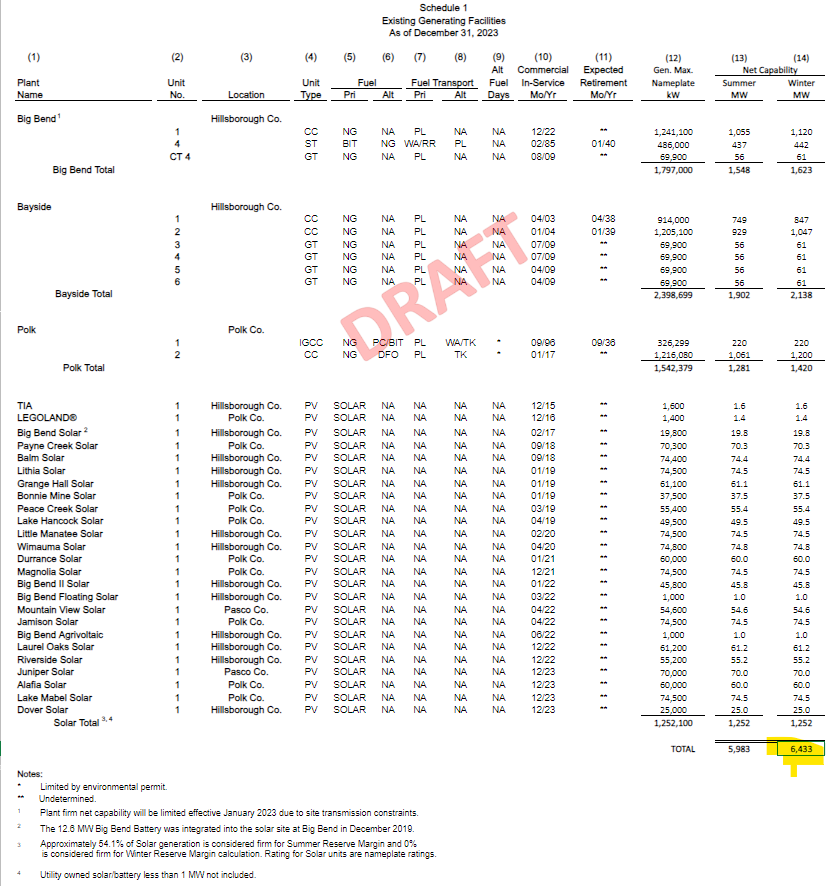 Schedule 1
Existing Generating Facilities
As of December 31, 2023
(1) (2) (3) (4) (5) (6) (7) (8) (9) (10) (11) (12) (13) (14)
Alt Commercial Expected Gen. Max. Net Capability
Plant Unit Unit Fuel Fuel Transport Fuel In-Service Retirement Nameplate Summer Winter
Name No. Location Type Pri Alt Pri Alt Days Mo/Yr Mo/Yr kW MW MW
Big Bend 1 Hillsborough Co.
1 CC NG NA PL NA NA 12/22 ** 1,241,100 1,055 1,120
4 ST BIT NG WA/RR PL NA 02/85 01/40 486,000 437 442
CT 4 GT NG NA PL NA NA 08/09 ** 69,900 56 61
Big Bend Total 1,797,000 1,548 1,623
Bayside Hillsborough Co.
1 CC NG NA PL NA NA 04/03 04/38 914,000 749 847
2 CC NG NA PL NA NA 01/04 01/39 1,205,100 929 1,047
3 GT NG NA PL NA NA 07/09 ** 69,900 56 61
4 GT NG NA PL NA NA 07/09 ** 69,900 56 61
5 GT NG NA PL NA NA 04/09 ** 69,900 56 61
6 GT NG NA PL NA NA 04/09 ** 69,900 56 61
Bayside Total 2,398,699 1,902 2,138
DRAFT
Polk Polk Co.
1 IGCC NG PC/BIT PL WA/TK * 09/96 09/36 326,299 220 220
2 CC NG DFO PL TK * 01/17 ** 1,216,080 1,061 1,200
Polk Total 1,542,379 1,281 1,420
TIA 1 Hillsborough Co. PV SOLAR NA NA NA NA 12/15 ** 1,600 1.6 1.6
LEGOLAND® 1 Polk Co. PV SOLAR NA NA NA NA 12/16 ** 1,400 1.4 1.4
Big Bend Solar 2 1 Hillsborough Co. PV SOLAR NA NA NA NA 02/17 ** 19,800 19.8 19.8
Payne Creek Solar 1 Polk Co. PV SOLAR NA NA NA NA 09/18 ** 70,300 70.3 70.3
Balm Solar 1 Hillsborough Co. PV SOLAR NA NA NA NA 09/18 ** 74,400 74.4 74.4
Lithia Solar 1 Hillsborough Co. PV SOLAR NA NA NA NA 01/19 ** 74,500 74.5 74.5
Grange Hall Solar 1 Hillsborough Co. PV SOLAR NA NA NA NA 01/19 ** 61,100 61.1 61.1
Bonnie Mine Solar 1 Polk Co. PV SOLAR NA NA NA NA 01/19 ** 37,500 37.5 37.5
Peace Creek Solar 1 Polk Co. PV SOLAR NA NA NA NA 03/19 ** 55,400 55.4 55.4
Lake Hancock Solar 1 Polk Co. PV SOLAR NA NA NA NA 04/19 ** 49,500 49.5 49.5
Little Manatee Solar 1 Hillsborough Co. PV SOLAR NA NA NA NA 02/20 ** 74,500 74.5 74.5
Wimauma Solar 1 Hillsborough Co. PV SOLAR NA NA NA NA 04/20 ** 74,800 74.8 74.8
Durrance Solar 1 Polk Co. PV SOLAR NA NA NA NA 01/21 ** 60,000 60.0 60.0
Magnolia Solar 1 Polk Co. PV SOLAR NA NA NA NA 12/21 ** 74,500 74.5 74.5
Big Bend II Solar 1 Hillsborough Co. PV SOLAR NA NA NA NA 01/22 ** 45,800 45.8 45.8
Big Bend Floating Solar 1 Hillsborough Co. PV SOLAR NA NA NA NA 03/22 ** 1,000 1.0 1.0
Mountain View Solar 1 Pasco Co. PV SOLAR NA NA NA NA 04/22 ** 54,600 54.6 54.6
Jamison Solar 1 Polk Co. PV SOLAR NA NA NA NA 04/22 ** 74,500 74.5 74.5
Big Bend Agrivoltaic 1 Hillsborough Co. PV SOLAR NA NA NA NA 06/22 ** 1,000 1.0 1.0
Laurel Oaks Solar 1 Hillsborough Co. PV SOLAR NA NA NA NA 12/22 ** 61,200 61.2 61.2
Riverside Solar 1 Hillsborough Co. PV SOLAR NA NA NA NA 12/22 ** 55,200 55.2 55.2
Juniper Solar 1 Pasco Co. PV SOLAR NA NA NA NA 12/23 ** 70,000 70.0 70.0
Alafia Solar 1 Polk Co. PV SOLAR NA NA NA NA 12/23 ** 60,000 60.0 60.0
Lake Mabel Solar 1 Polk Co. PV SOLAR NA NA NA NA 12/23 ** 74,500 74.5 74.5
Dover Solar 1 Hillsborough Co. PV SOLAR NA NA NA NA 12/23 ** 25,000 25.0 25.0
Solar Total 3, 4 1,252,100 1,252 1,252
TOTAL 5,983 6,433
Notes:
* Limited by environmental permit.
** Undetermined.
1 Plant firm net capability will be limited effective January 2023 due to site transmission constraints.
2 The 12.6 MW Big Bend Battery was integrated into the solar site at Big Bend in December 2019.
3 Approximately 54.1% of Solar generation is considered firm for Summer Reserve Margin and 0%
is considered firm for Winter Reserve Margin calculation. Rating for Solar units are nameplate ratings.
4 Utility owned solar/battery less than 1 MW not included.